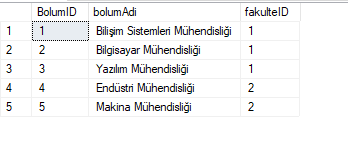 BolumID bolumAdi fakulteID
1 1 Bilişim Sistemleri Mühendisliği 1
2 2 Bilgisayar Mühendisliği 1
3 3 Yazılım Mühendisliği 1
4 4 Endüstri Mühendisliği 2
5 5 Makina Mühendisliği 2